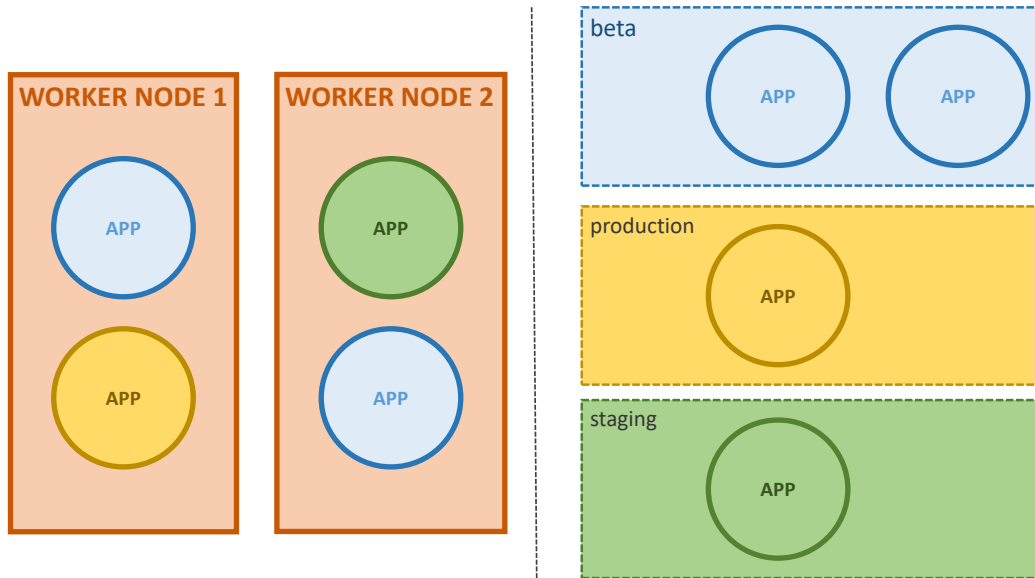 WORKER NODE 1
APP
APP
WORKER NODE 2
APP
APP
beta
APP
APP
production
APP
staging
APP